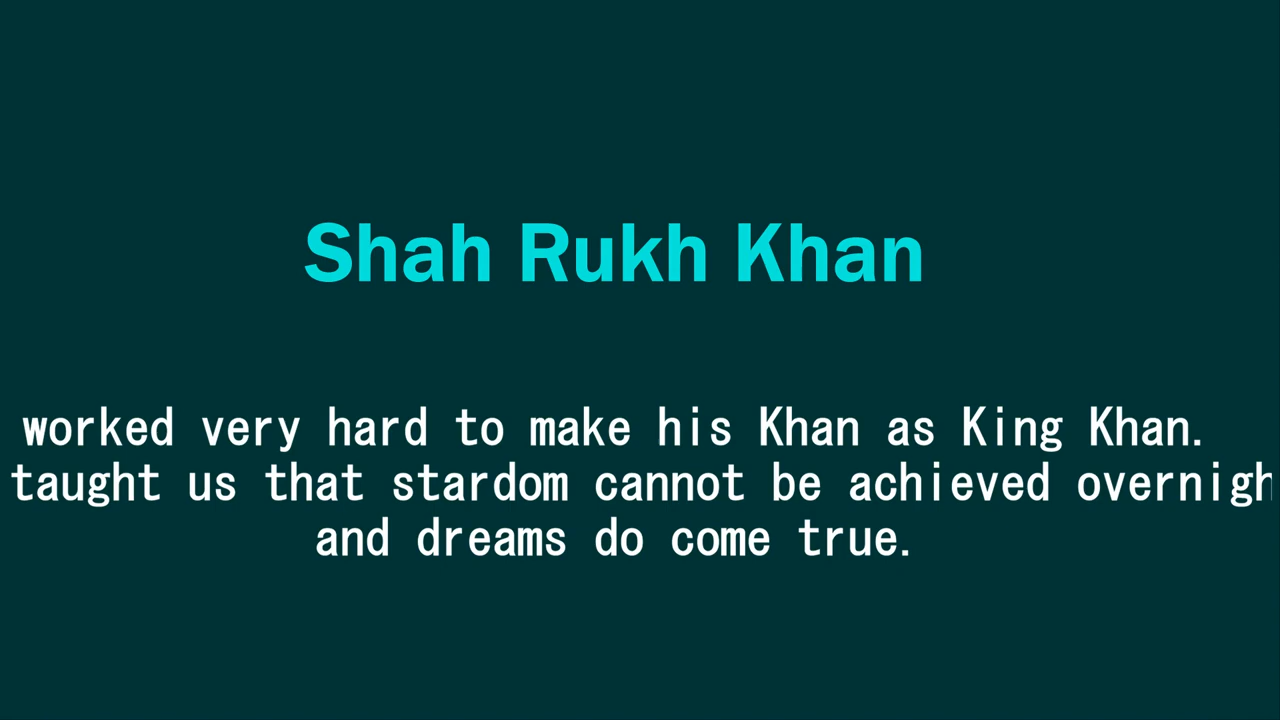 Shah Rukh Khan
worked very hard to make his Khan as King Khan.
taught us that stardom cannot be achieved overnigh
and dreams do come true.